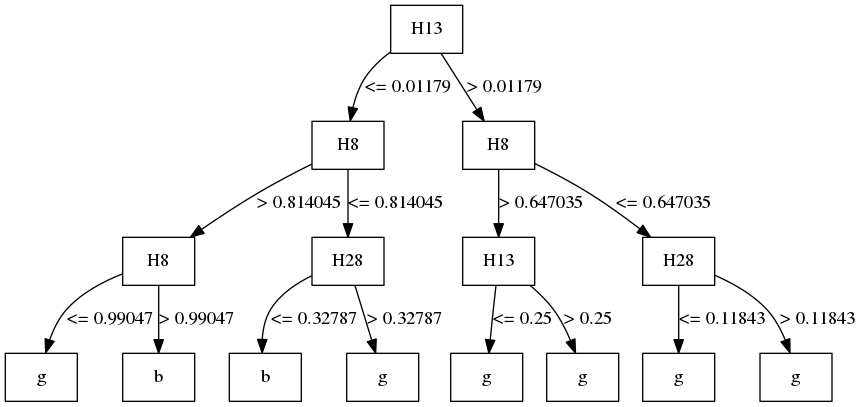 H13
<= 0.01179 > 0.01179
H8 H8
> 0.814045 <= 0.814045 > 0.647035 <= 0.647035
H8 H28 H13 H28
<= 0.99047 > 0.99047 <= 0.32787 > 0.32787 <= 0.25 > 0.25 <= 0.11843 > 0.11843
g b b g g g g g